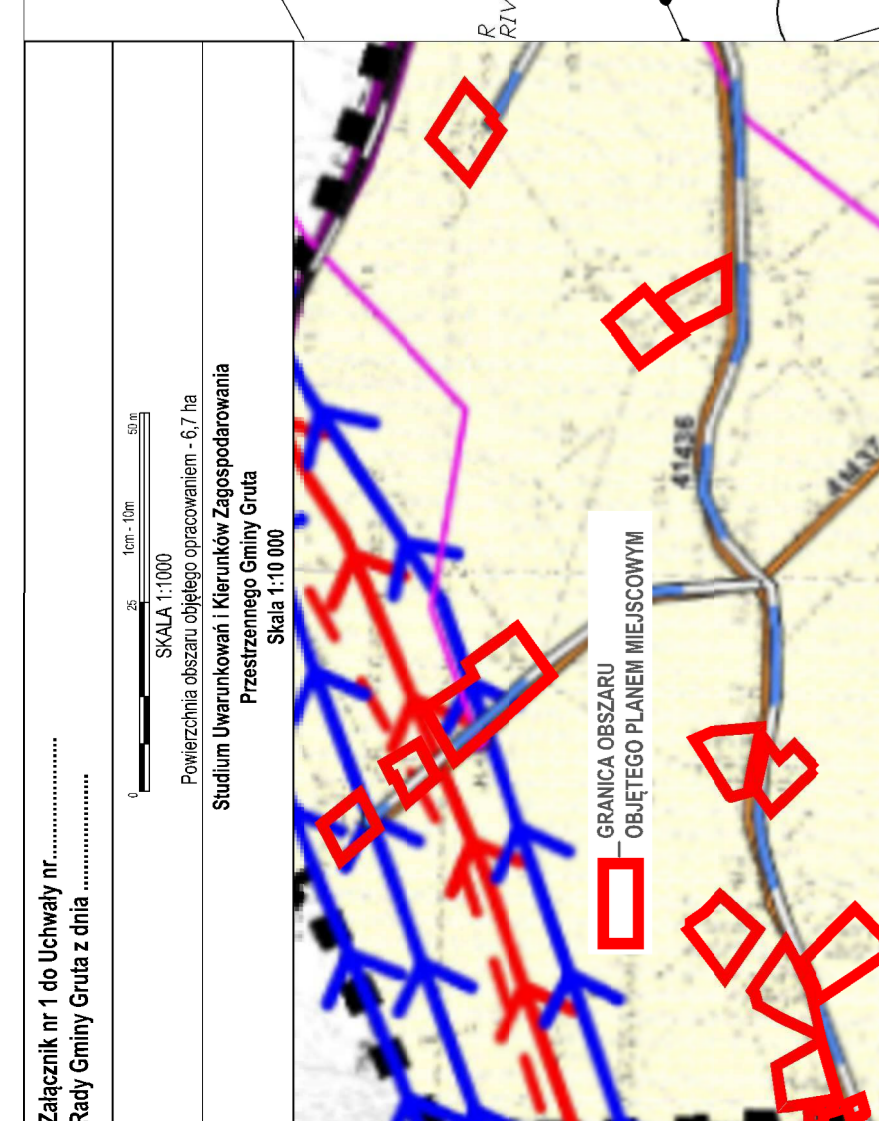 Załącznik nr 1 do Uchwały nr....................
Rady Gminy Gruta z dnia ....................
0
25
1cm - 10m
50 m
SKALA 1:1000
Powierzchnia obszaru objętego opracowaniem - 6,7 ha
Studium Uwarunkowań i Kierunków Zagospodarowania
Przestrzennego Gminy Gruta
Skala 1:10 000
R
RIV
GRANICA OBSZARU
OBJĘTEGO PLANEM MIEJSCOWYM
41436